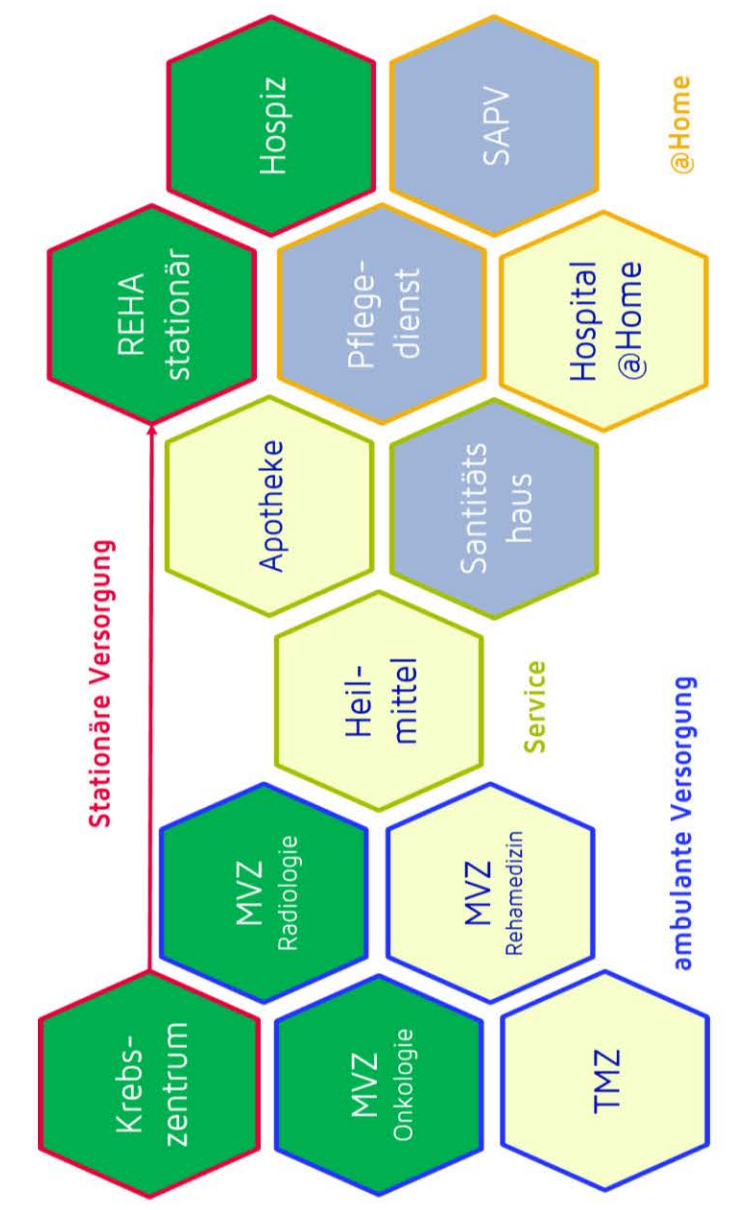 Stationäre Versorgung
Krebs-
zentrum
REHA
stationär
MVZ
Radiologie
Apotheke
Hospiz
MVZ
Onkologie
Heil-
mittel
Pflege-
dienst
MVZ
Rehamedizin
Santitäts
haus
SAPV
TMZ
Service
Hospital
@Home
ambulante Versorgung
@Home